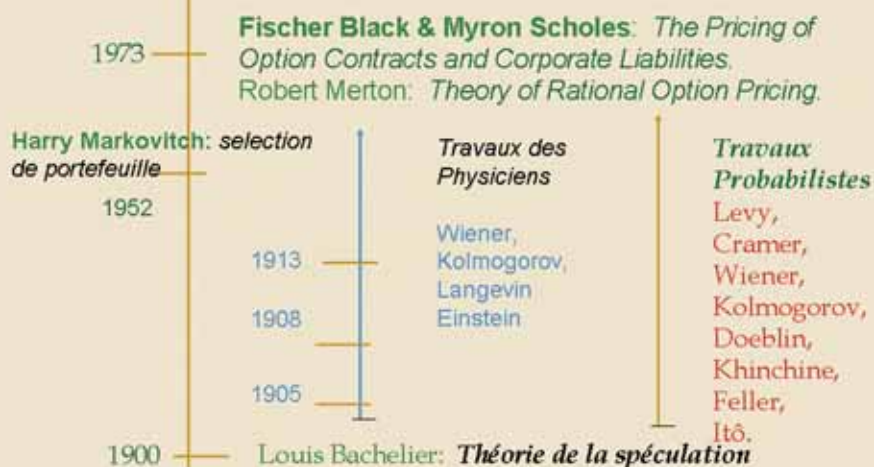 Fischer Black & Myron Scholes: The Pricing of
1973
Option Contracts and Corporate Liabilities.
Robert Merton: Theory of Rational Option Pricing.
Harry Markovitch: selection
de portefeuille
1952
Travaux des
Physiciens
Wiener,
Kolmogorov,
Langevin
Einstein
1913
1908
1905
Travaux
Probabilistes
Levy,
Cramer,
Wiener,
Kolmogorov,
Doeblin,
Khinchine,
Feller,
Itô.
1900
Louis Bachelier: Théorie de la spéculation